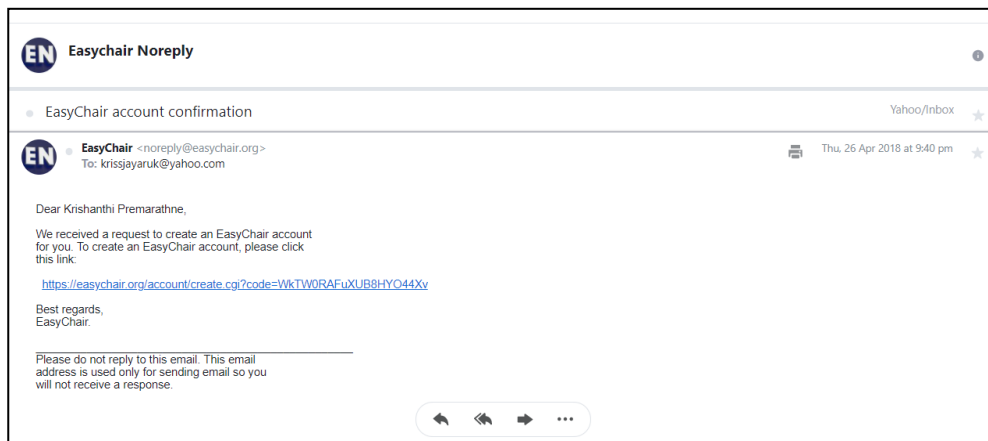 EN Easychair Noreply
EasyChair account confirmation Yahoo/Inbox
EN EasyChair <noreply@easychair.org> Thu, 26 Apr 2018 at 9:40 pm
To: krissjayaruk@yahoo.com
Dear Krishanthi Premarathne,
We received a request to create an EasyChair account
for you. To create an EasyChair account, please click
this link:
https://easychair.org/account/create.cgi?code=WkTW0RAFuXUB8HYO44Xv
Best regards,
EasyChair.
Please do not reply to this email. This email
address is used only for sending email so you
will not receive a response.